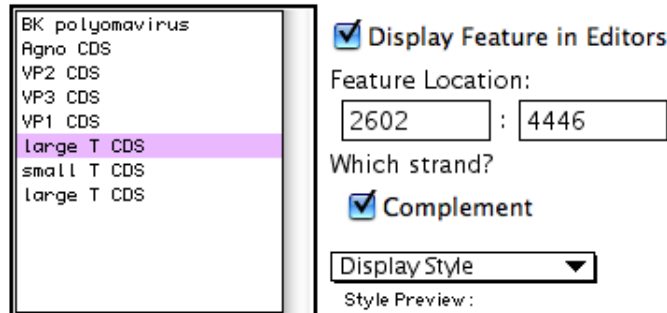 BK polyomavirus
Agno CDS
VP2 CDS
VP3 CDS
VP1 CDS
large T CDS
small T CDS
large T CDS
Display Feature in Editors
Feature Location:
2602 : 4446
Which strand?
Complement
Display Style
Style Preview: